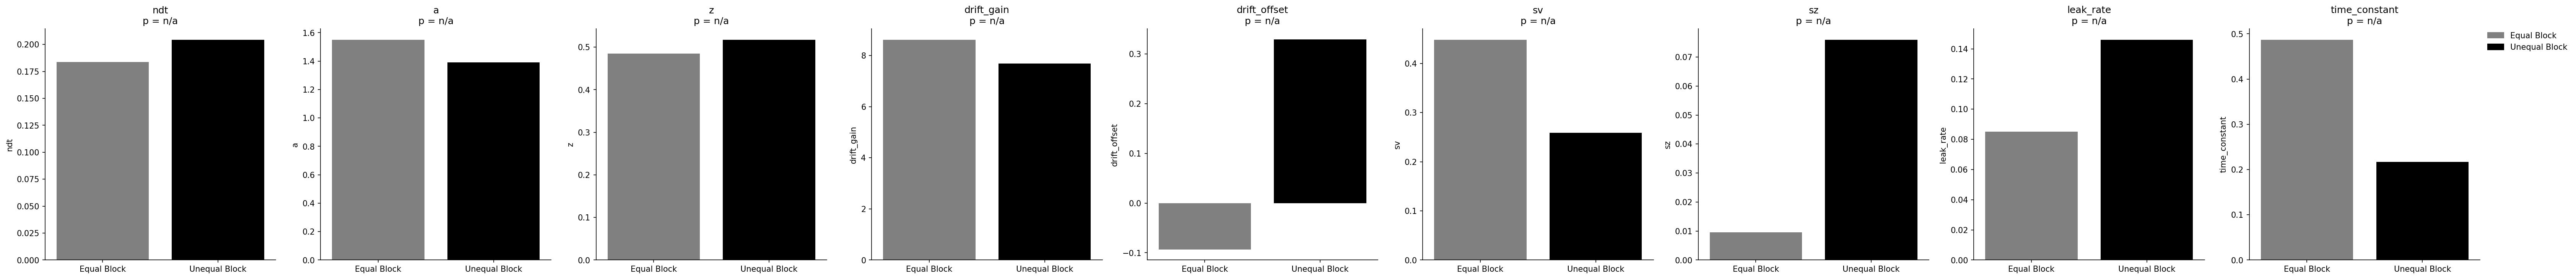 ndt
p = n/a
0.200
0.175
0.150
0.125
0.100
0.075
0.050
0.025
0.000
ndt
Equal Block Unequal Block
a
p = n/a
1.6
1.4
1.2
1.0
0.8
0.6
0.4
0.2
0.0
a
Equal Block Unequal Block
z
p = n/a
0.5
0.4
0.3
0.2
0.1
0.0
z
Equal Block Unequal Block
drift_gain
p = n/a
8
6
4
2
0
drift_gain
Equal Block Unequal Block
drift_offset
p = n/a
0.3
0.2
0.1
0.0
−0.1
drift_offset
Equal Block Unequal Block
sv
p = n/a
0.4
0.3
0.2
0.1
0.0
sv
Equal Block Unequal Block
sz
p = n/a
0.07
0.06
0.05
0.04
0.03
0.02
0.01
0.00
sz
Equal Block Unequal Block
leak_rate
p = n/a
0.14
0.12
0.10
0.08
0.06
0.04
0.02
0.00
leak_rate
Equal Block Unequal Block
time_constant
p = n/a
0.5
0.4
0.3
0.2
0.1
0.0
time_constant
Equal Block Unequal Block
Equal Block
Unequal Block